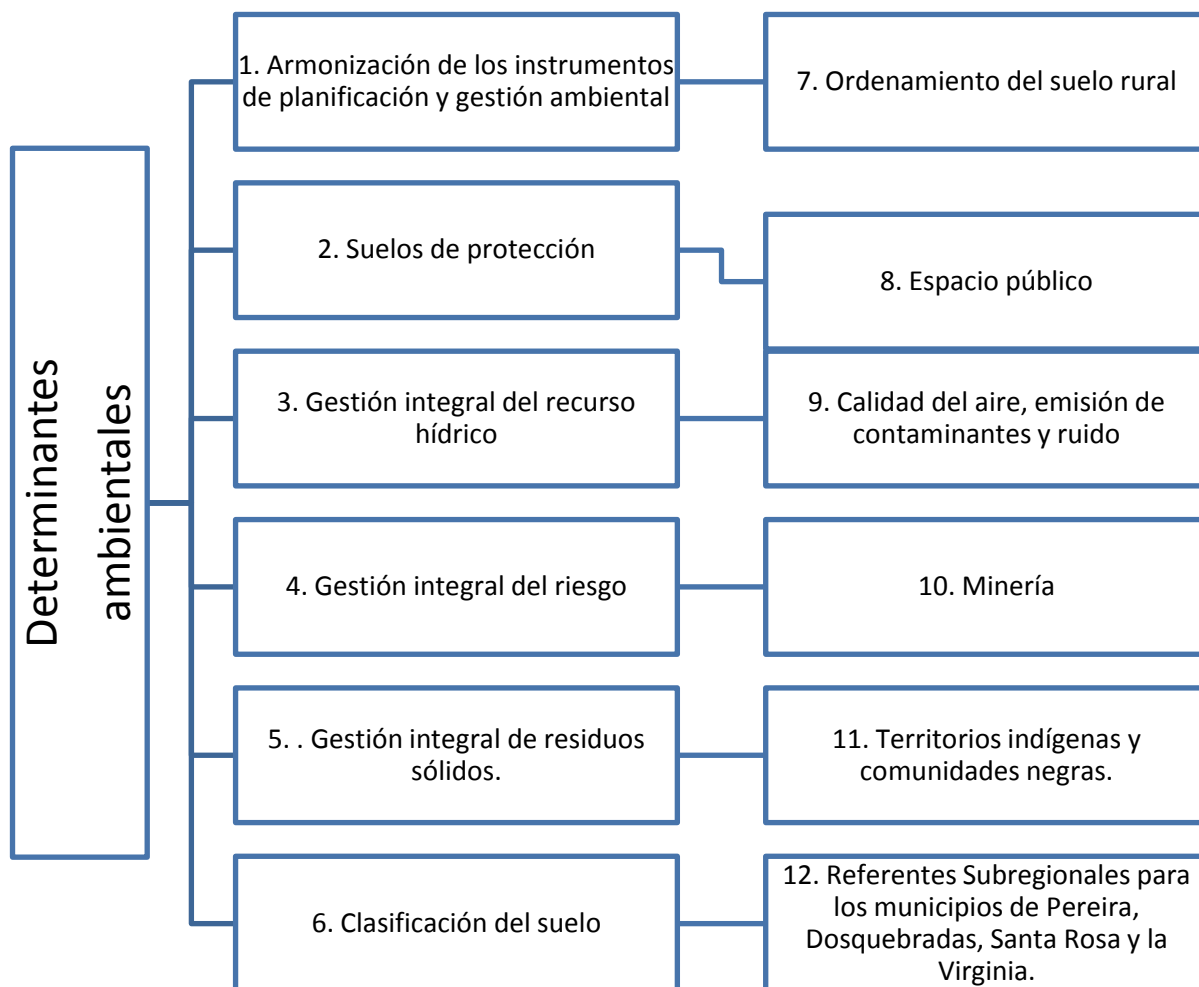 Determinantes
ambientales
1. Armonización de los instrumentos
de planificación y gestión ambiental
2. Suelos de protección
3. Gestión integral del recurso
hídrico
4. Gestión integral del riesgo
5. . Gestión integral de residuos
sólidos.
6. Clasificación del suelo
7. Ordenamiento del suelo rural
8. Espacio público
9. Calidad del aire, emisión de
contaminantes y ruido
10. Minería
11. Territorios indígenas y
comunidades negras.
12. Referentes Subregionales para
los municipios de Pereira,
Dosquebradas, Santa Rosa y la
Virginia.